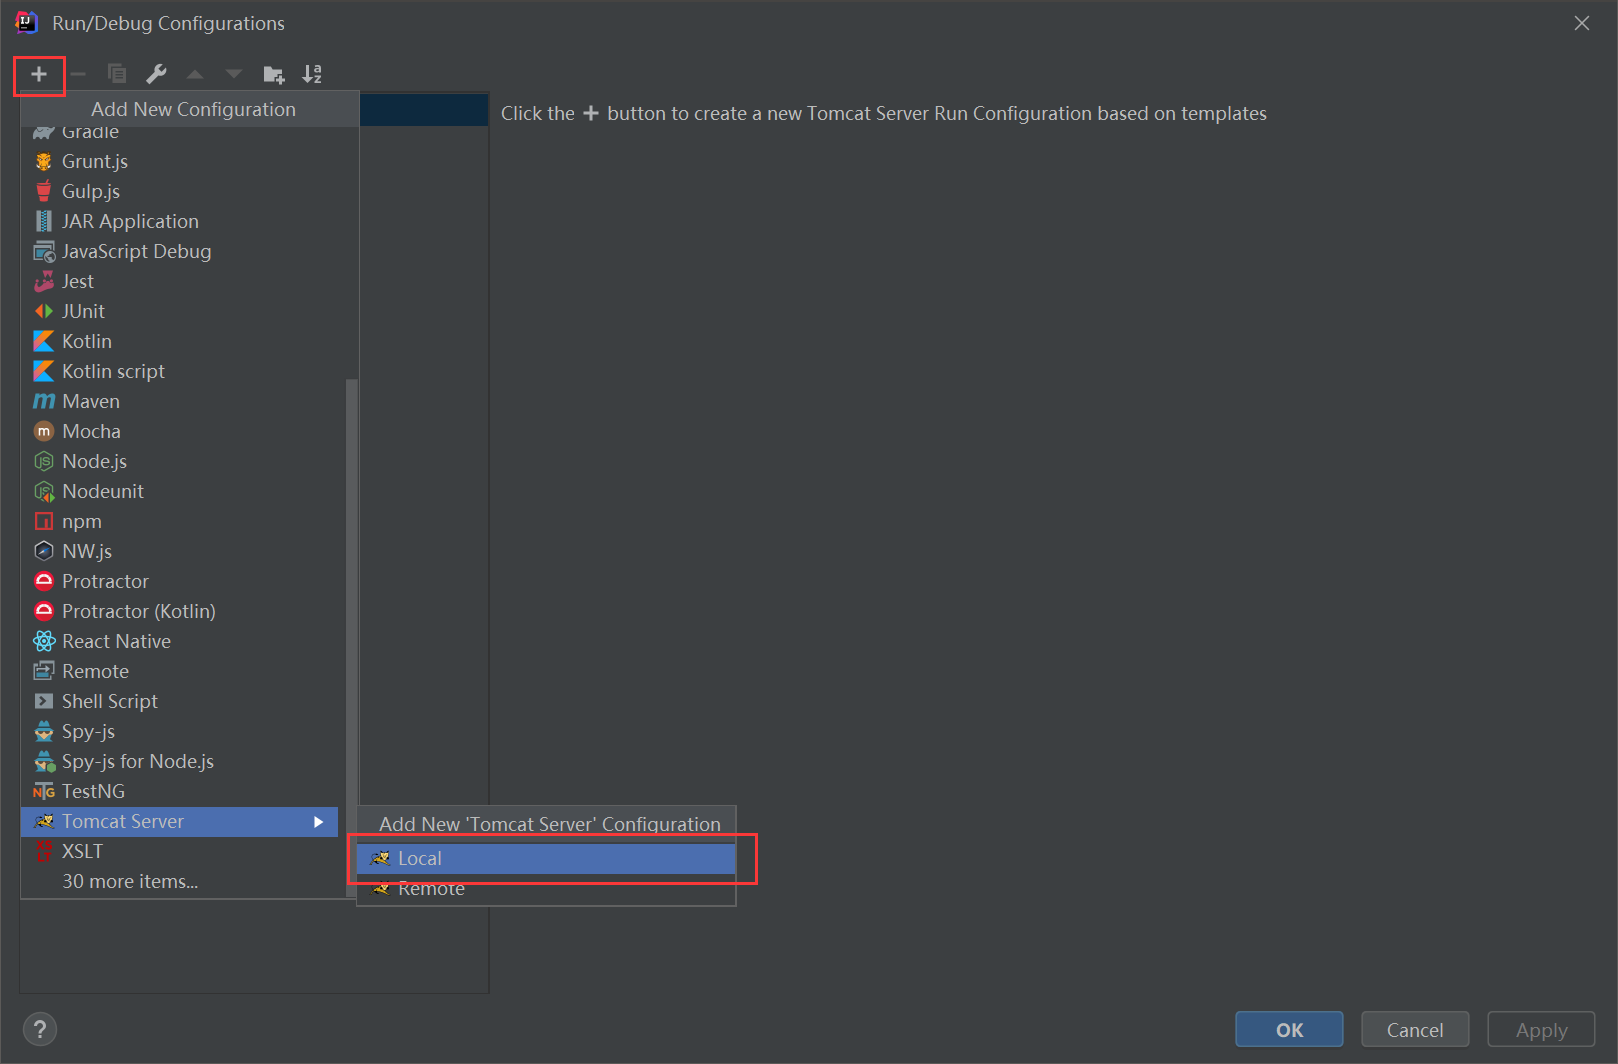 Run/Debug Configurations
Add New Configuration
Click the + button to create a new Tomcat Server Run Configuration based on templates
Gradle
Grunt.js
Gulp.js
JAR Application
JavaScript Debug
Jest
JUnit
Kotlin
Kotlin script
Maven
Mocha
Node.js
Nodeunit
npm
NW.js
Protractor
Protractor (Kotlin)
React Native
Remote
Shell Script
Spy-js
Spy-js for Node.js
TestNG
Tomcat Server
XSLT
30 more items...
Add New 'Tomcat Server' Configuration
Local
Remote
?
OK
Cancel
Apply